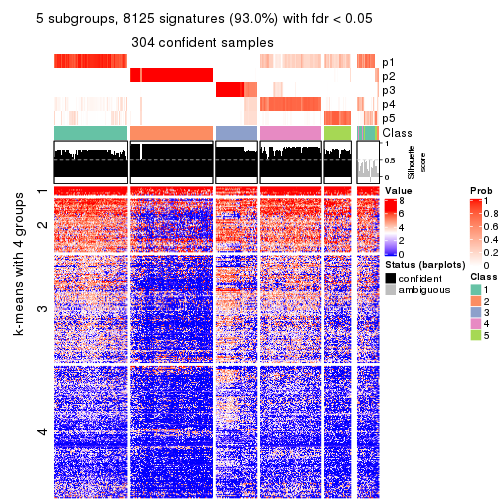 5 subgroups, 8125 signatures (93.0%) with fdr < 0.05
304 confident samples
p1
p2
p3
p4
p5
Class
1
0.5
0
Silhouette
score
k-means with 4 groups
1
2
3
4
Value
8
6
4
2
0
Status (barplots)
confident
ambiguous
Prob
1
0.8
0.6
0.4
0.2
0
Class
1
2
3
4
5